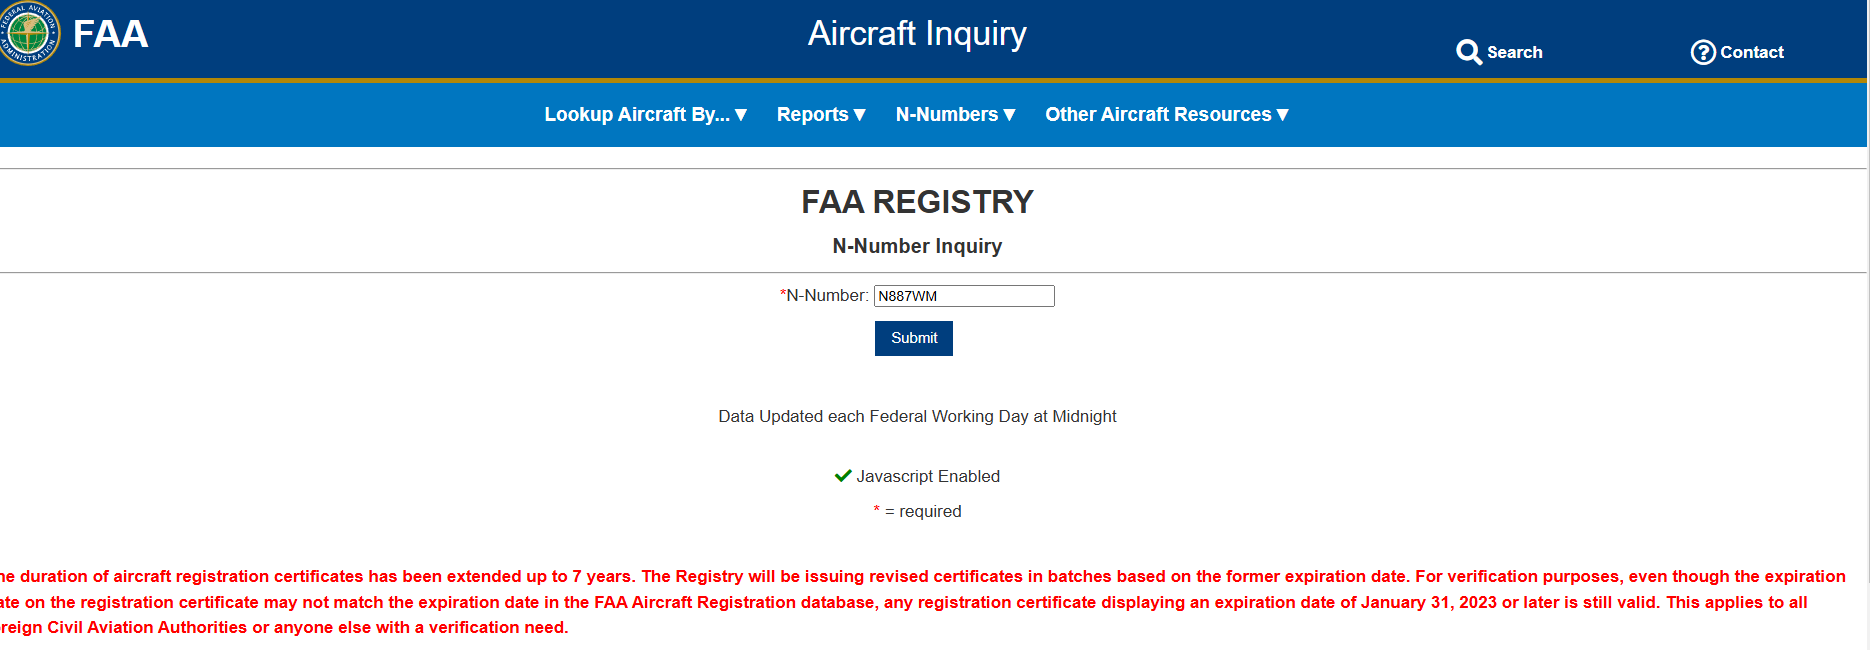 FEDERAL AVIATION ADMINISTRATION
FAA
Aircraft Inquiry
Search
Contact
Lookup Aircraft By... ▼ Reports ▼ N-Numbers ▼ Other Aircraft Resources ▼
FAA REGISTRY
N-Number Inquiry
*N-Number: N887WM
Submit
Data Updated each Federal Working Day at Midnight
Javascript Enabled
* = required
he duration of aircraft registration certificates has been extended up to 7 years. The Registry will be issuing revised certificates in batches based on the former expiration date. For verification purposes, even though the expiration
ate on the registration certificate may not match the expiration date in the FAA Aircraft Registration database, any registration certificate displaying an expiration date of January 31, 2023 or later is still valid. This applies to all
reign Civil Aviation Authorities or anyone else with a verification need.